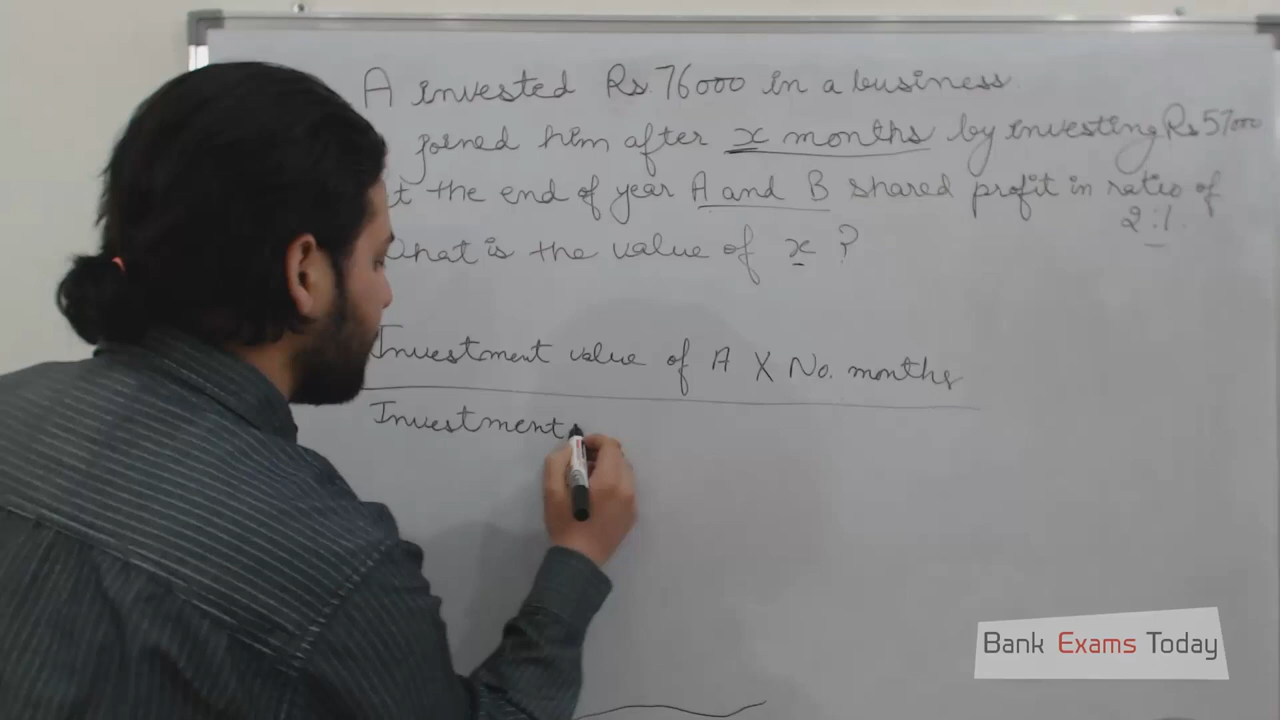 A invested Rs. 76000 in a business
joined him after x months by investing Rs 57000
t the end of year A and B shared profit in ratio of
2:1.
What is the value of x ?
Investment value of A X No. months
Investment
Bank Exams Today